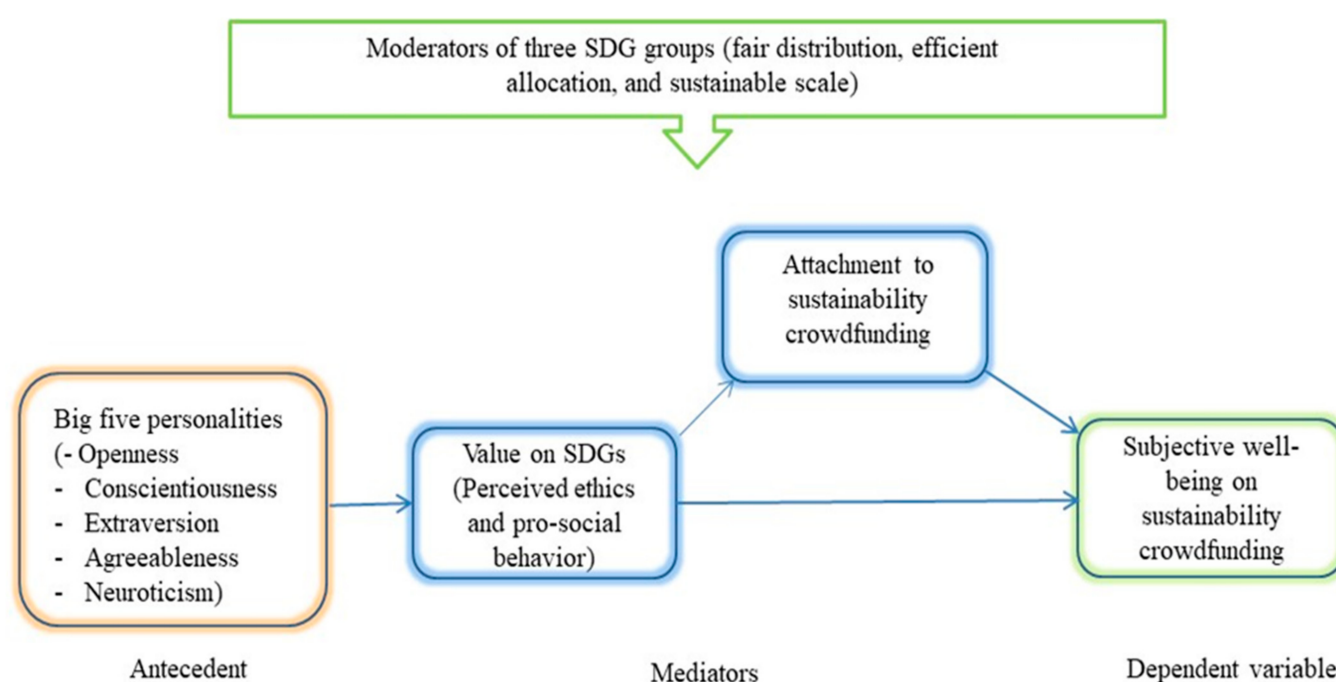 Moderators of three SDG groups (fair distribution, efficient
allocation, and sustainable scale)
Attachment to
sustainability
crowdfunding
Big five personalities
(- Openness
- Conscientiousness
- Extraversion
- Agreeableness
- Neuroticism)
Value on SDGs
(Perceived ethics
and pro-social
behavior)
Subjective well-
being on
sustainability
crowdfunding
Antecedent
Mediators
Dependent variable